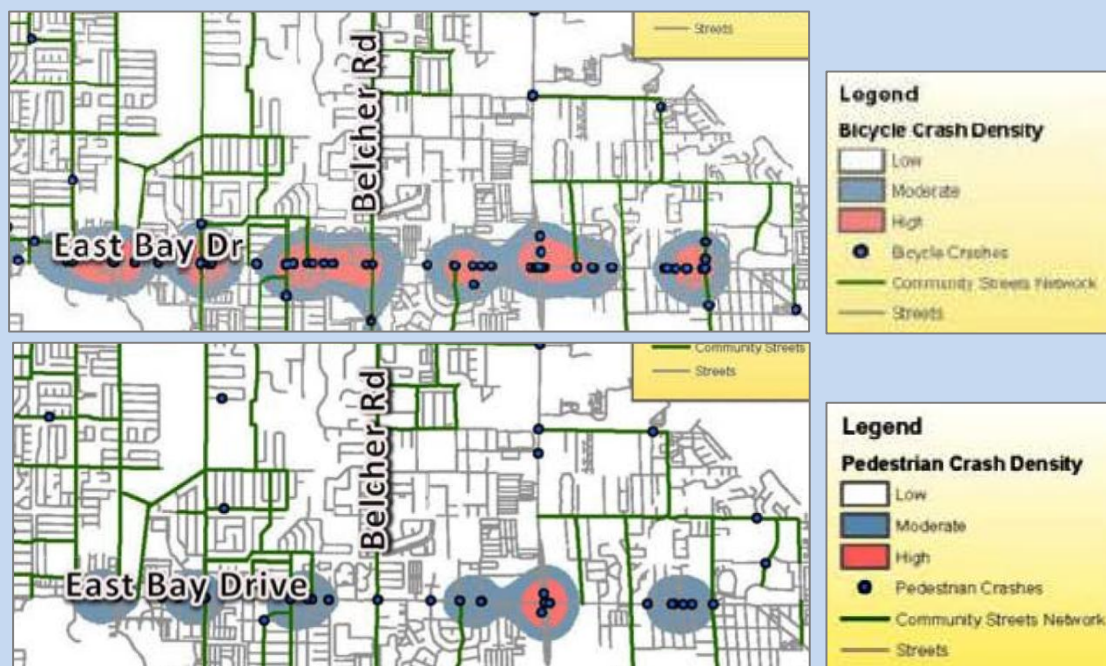 Streets
Belcher Rd
East Bay Dr
Legend
Bicycle Crash Density
Low
Moderate
High
Bicycle Crashes
Community Streets Network
Streets
Community Streets
Streets
Belcher Rd
East Bay Drive
Legend
Pedestrian Crash Density
Low
Moderate
High
Pedestrian Crashes
Community Streets Network
Streets